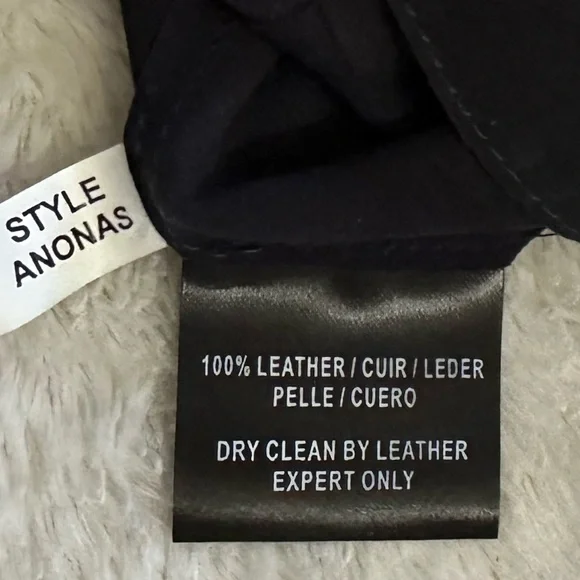 STYLE
ANONAS
100% LEATHER / CUIR / LEDER
PELLE / CUERO
DRY CLEAN BY LEATHER
EXPERT ONLY